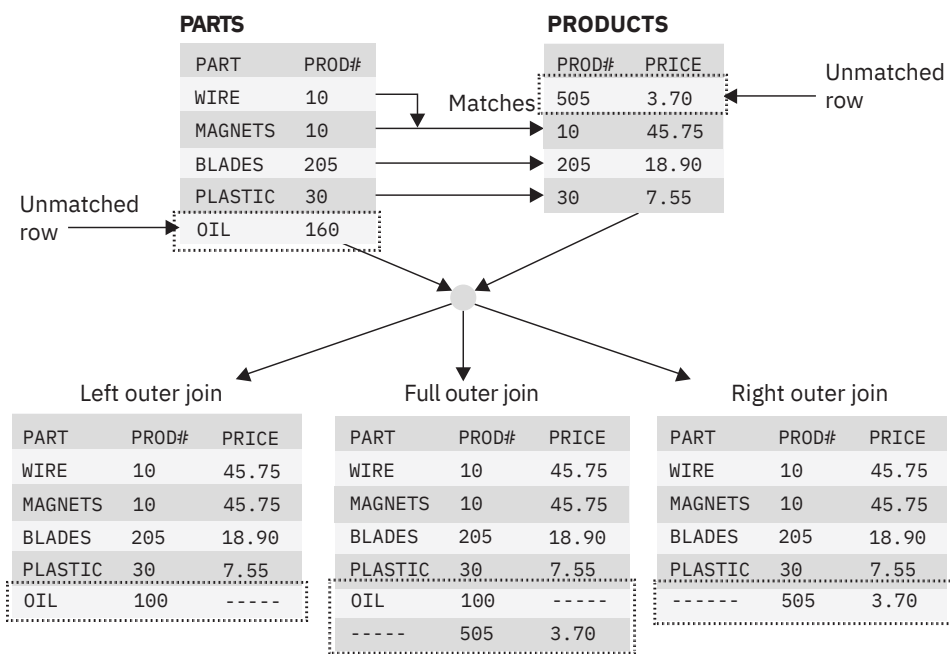 PARTS
PART PROD#
WIRE 10
MAGNETS 10
BLADES 205
PLASTIC 30
OIL 160
Unmatched
row
Matches
PRODUCTS
PROD# PRICE
505 3.70
10 45.75
205 18.90
30 7.55
Unmatched
row
Left outer join
PART PROD# PRICE
WIRE 10 45.75
MAGNETS 10 45.75
BLADES 205 18.90
PLASTIC 30 7.55
OIL 100 -----
Full outer join
PART PROD# PRICE
WIRE 10 45.75
MAGNETS 10 45.75
BLADES 205 18.90
PLASTIC 30 7.55
OIL 100 -----
----- 505 3.70
Right outer join
PART PROD# PRICE
WIRE 10 45.75
MAGNETS 10 45.75
BLADES 205 18.90
PLASTIC 30 7.55
------ 505 3.70